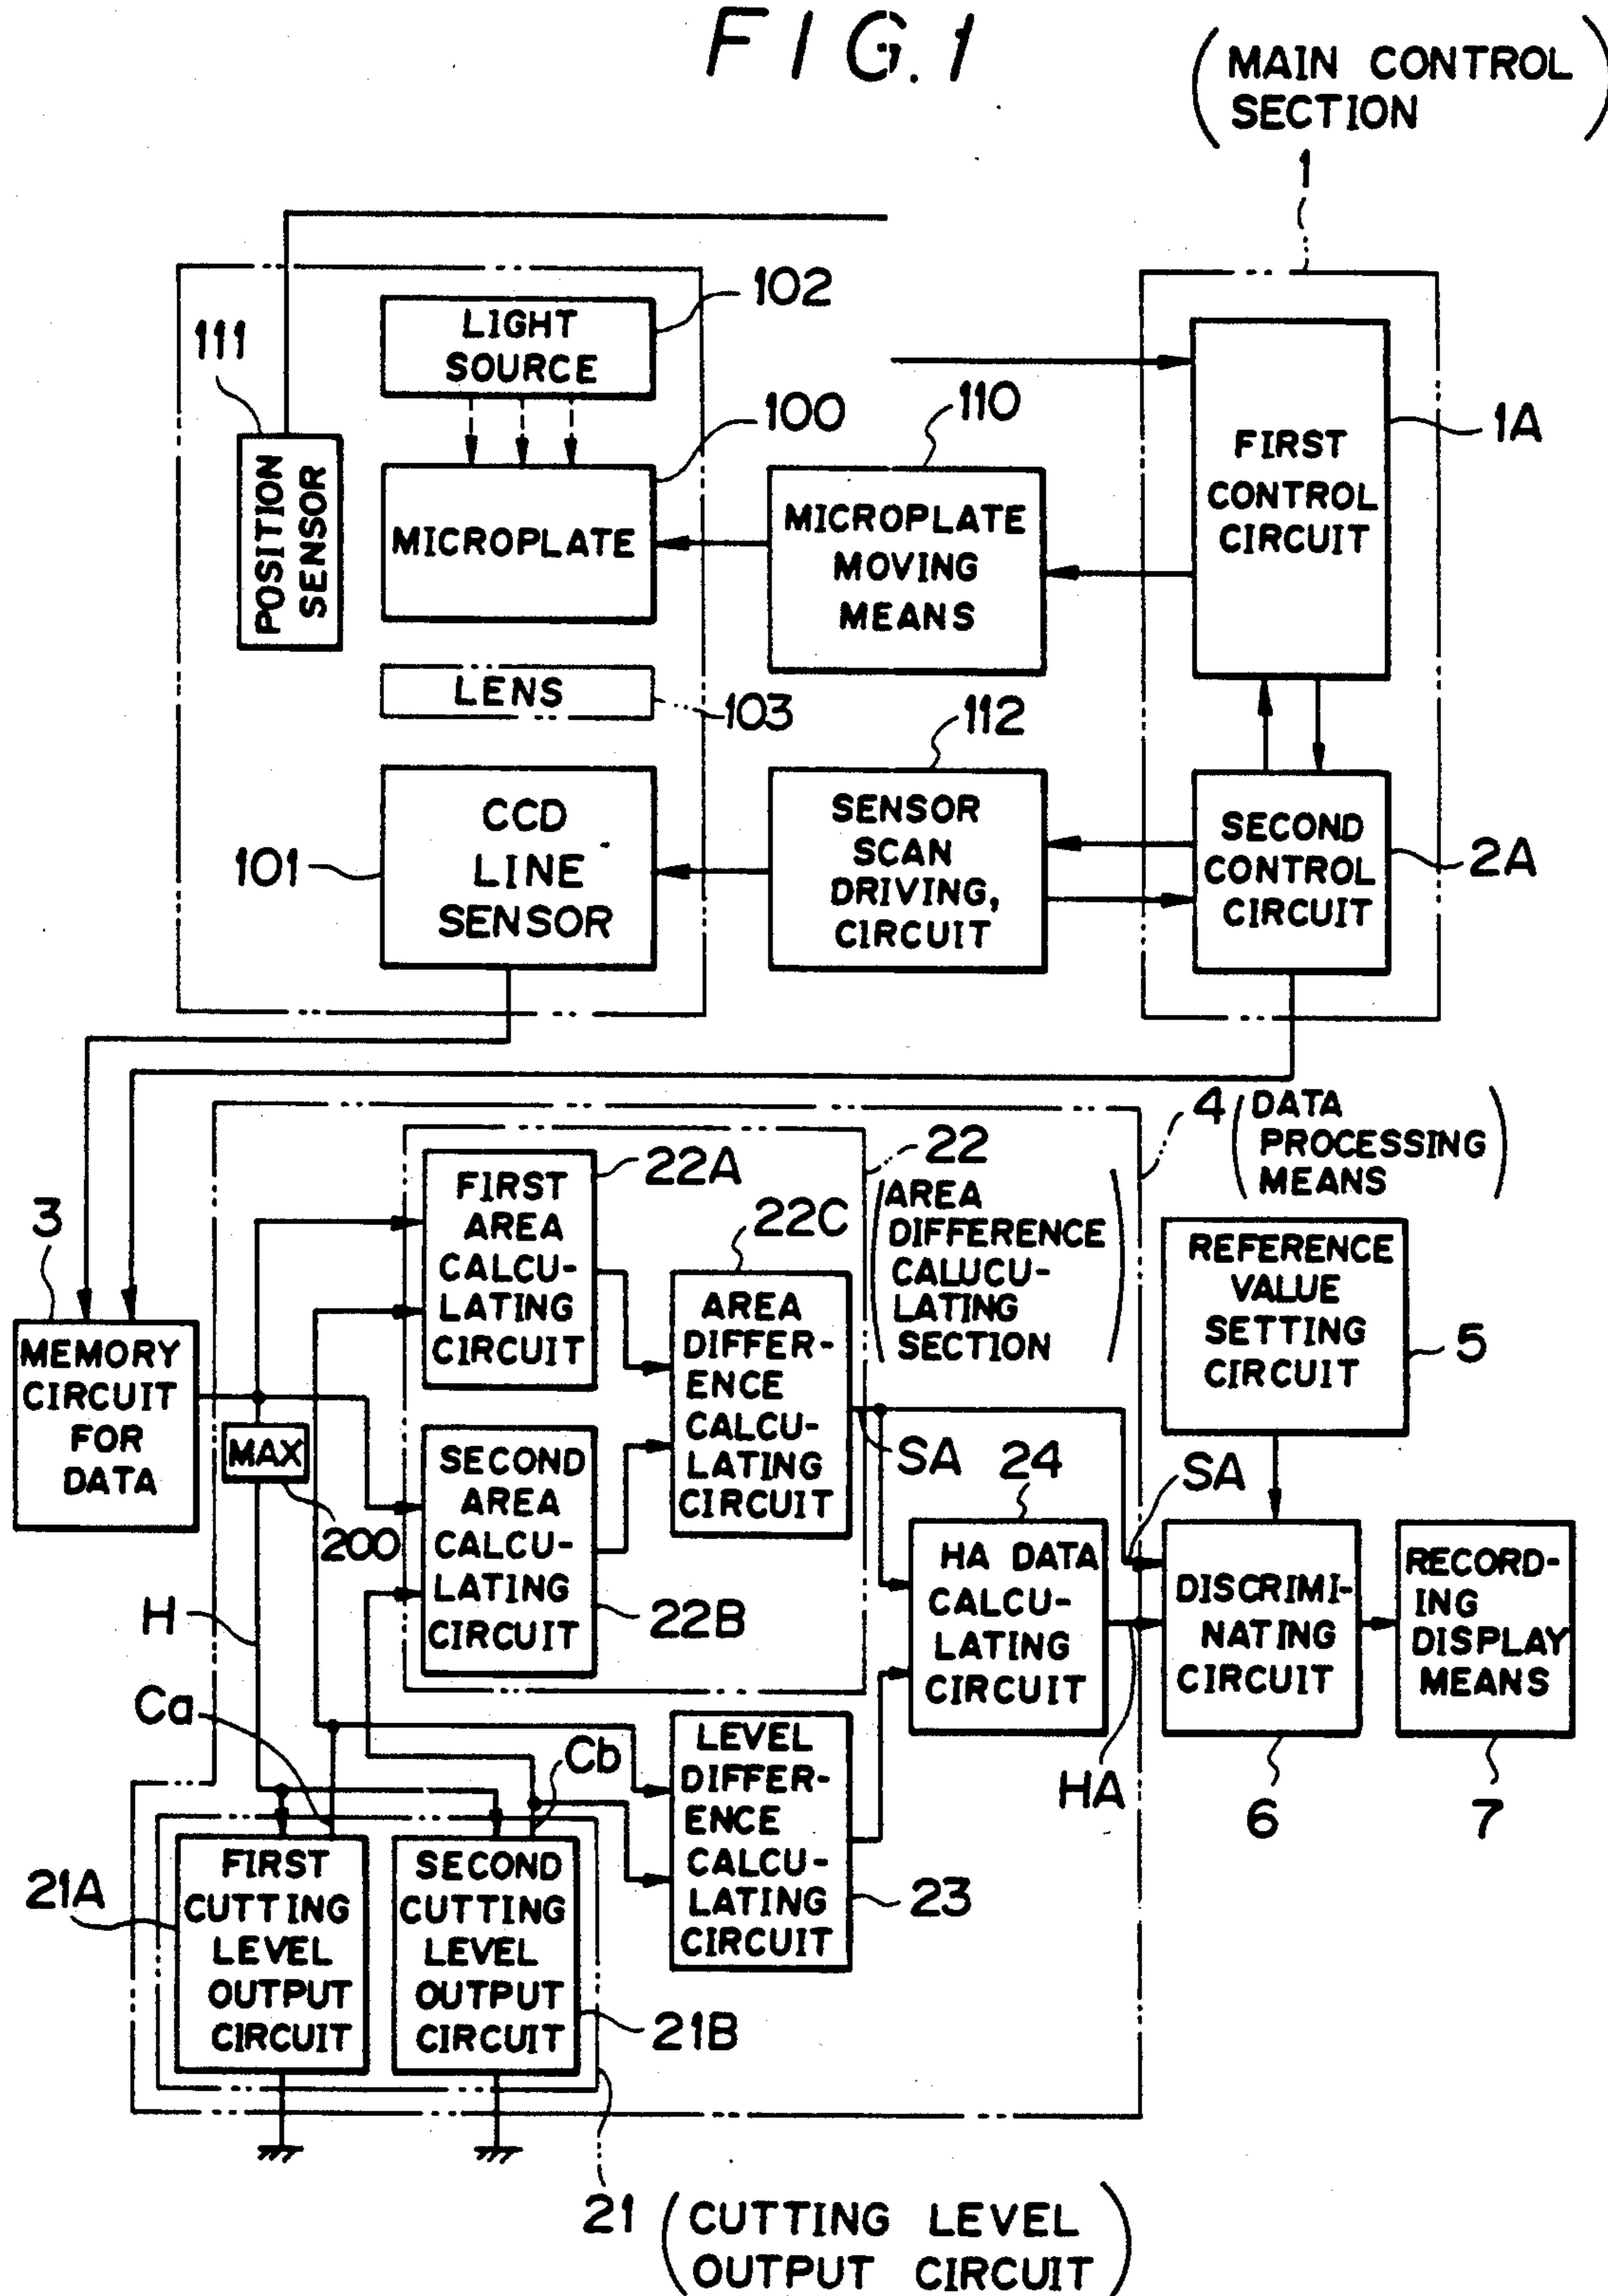 FIG. 1
(MAIN CONTROL
SECTION)
1
102
LIGHT
SOURCE
111
POSITION
SENSOR
100
MICROPLATE
110
MICROPLATE
MOVING
MEANS
FIRST
CONTROL
CIRCUIT
1A
LENS
103
112
CCD
LINE
SENSOR
101
SENSOR
SCAN
DRIVING,
CIRCUIT
SECOND
CONTROL
CIRCUIT
2A
4 (DATA
PROCESSING
MEANS)
22
(AREA
DIFFERENCE
CALUCU-
LATING
SECTION)
22A
FIRST
AREA
CALCU-
LATING
CIRCUIT
22C
AREA
DIFFER-
ENCE
CALCU-
LATING
CIRCUIT
3
MEMORY
CIRCUIT
FOR
DATA
MAX
200
REFERENCE
VALUE
SETTING
CIRCUIT
5
SECOND
AREA
CALCU-
LATING
CIRCUIT
22B
SA
24
SA
HA DATA
CALCU-
LATING
CIRCUIT
DISCRIMI-
NATING
CIRCUIT
RECORD-
ING
DISPLAY
MEANS
H
Ca
Cb
HA
6
7
LEVEL
DIFFER-
ENCE
CALCU-
LATING
CIRCUIT
23
21A
FIRST
CUTTING
LEVEL
OUTPUT
CIRCUIT
SECOND
CUTTING
LEVEL
OUTPUT
CIRCUIT
21B
21 (CUTTING LEVEL
OUTPUT CIRCUIT)